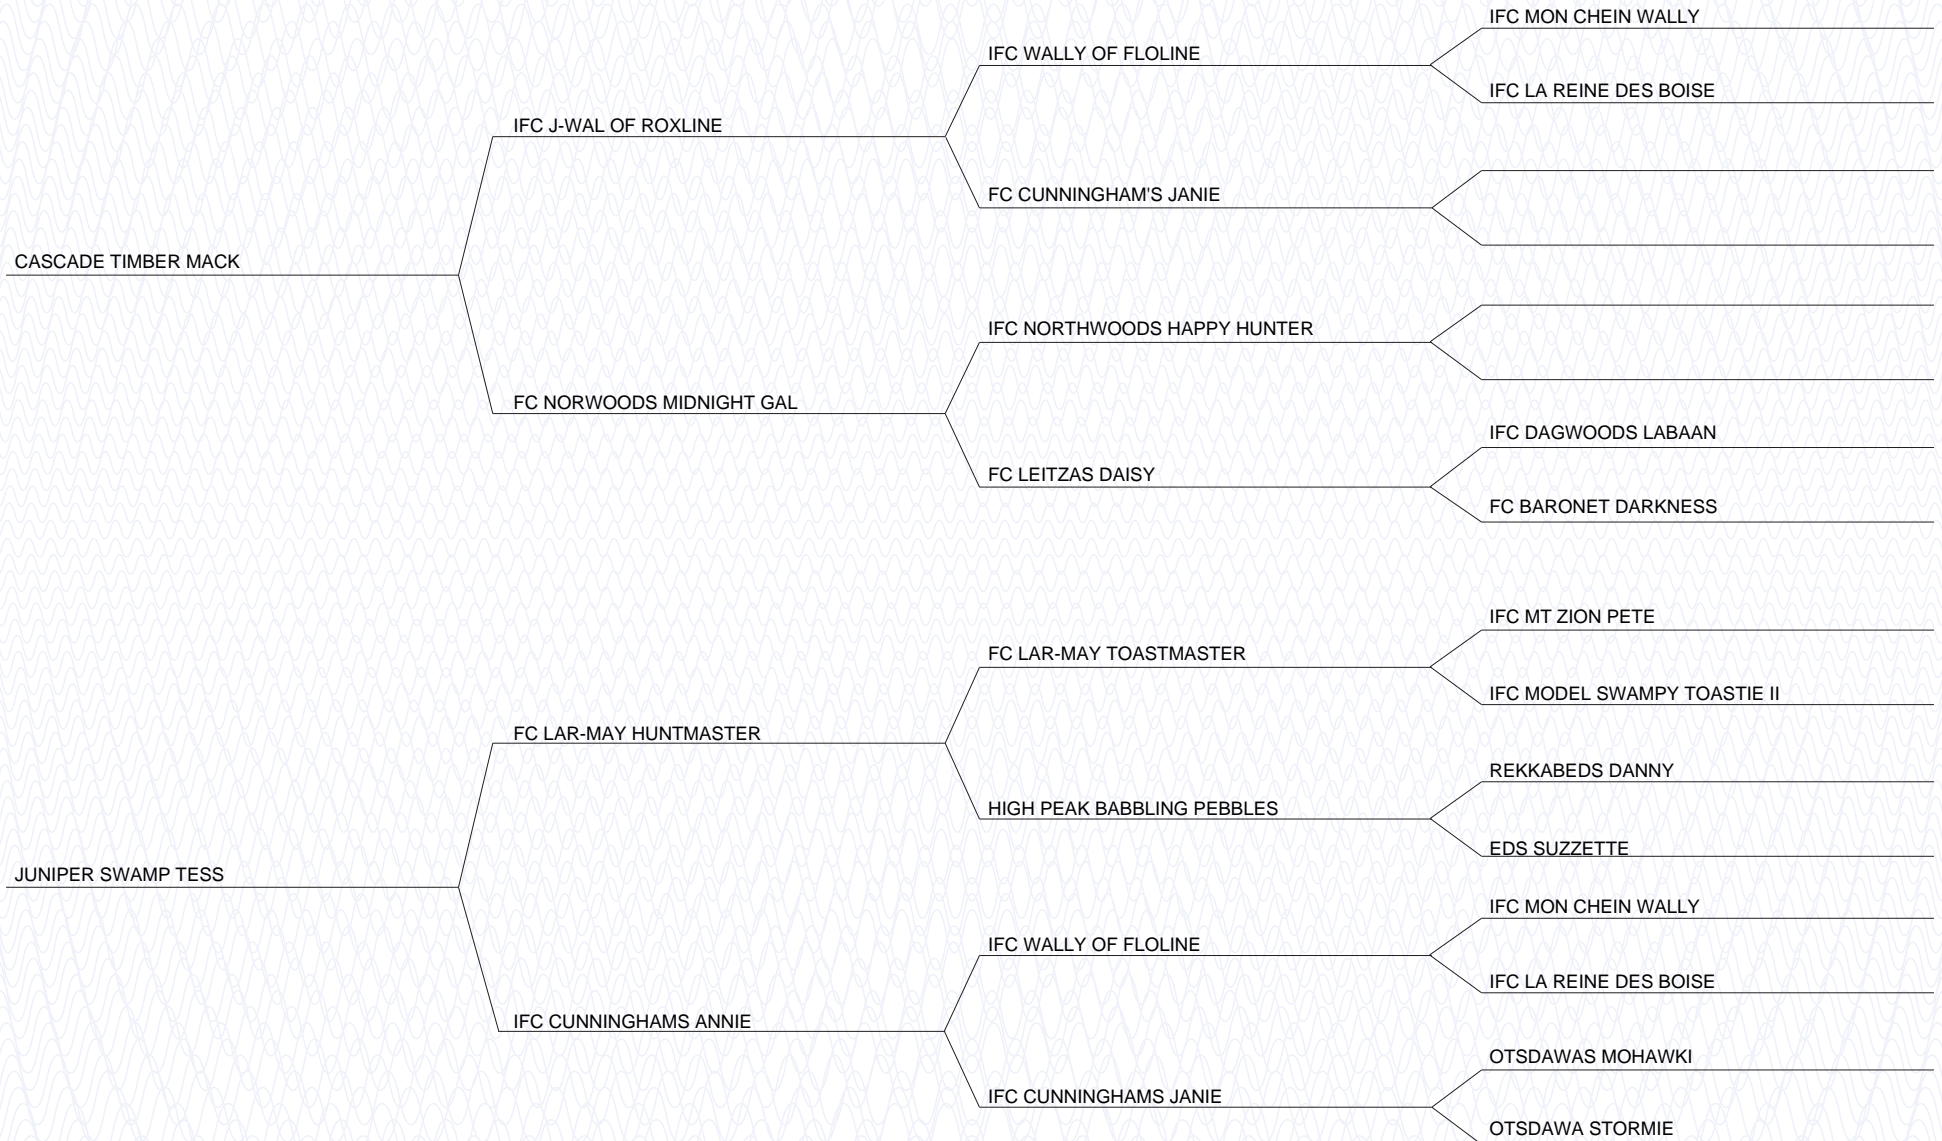 IFC MON CHEIN WALLY
IFC WALLY OF FLOLINE
IFC LA REINE DES BOISE
IFC J-WAL OF ROXLINE
FC CUNNINGHAM'S JANIE
CASCADE TIMBER MACK
IFC NORTHWOODS HAPPY HUNTER
FC NORWOODS MIDNIGHT GAL
IFC DAGWOODS LABAAN
FC LEITZAS DAISY
FC BARONET DARKNESS
IFC MT ZION PETE
FC LAR-MAY TOASTMASTER
IFC MODEL SWAMPY TOASTIE II
FC LAR-MAY HUNTMASTER
REKKABEDS DANNY
HIGH PEAK BABBLING PEBBLES
EDS SUZZETTE
JUNIPER SWAMP TESS
IFC MON CHEIN WALLY
IFC WALLY OF FLOLINE
IFC LA REINE DES BOISE
IFC CUNNINGHAMS ANNIE
OTSDAWAS MOHAWKI
IFC CUNNINGHAMS JANIE
OTSDAWA STORMIE